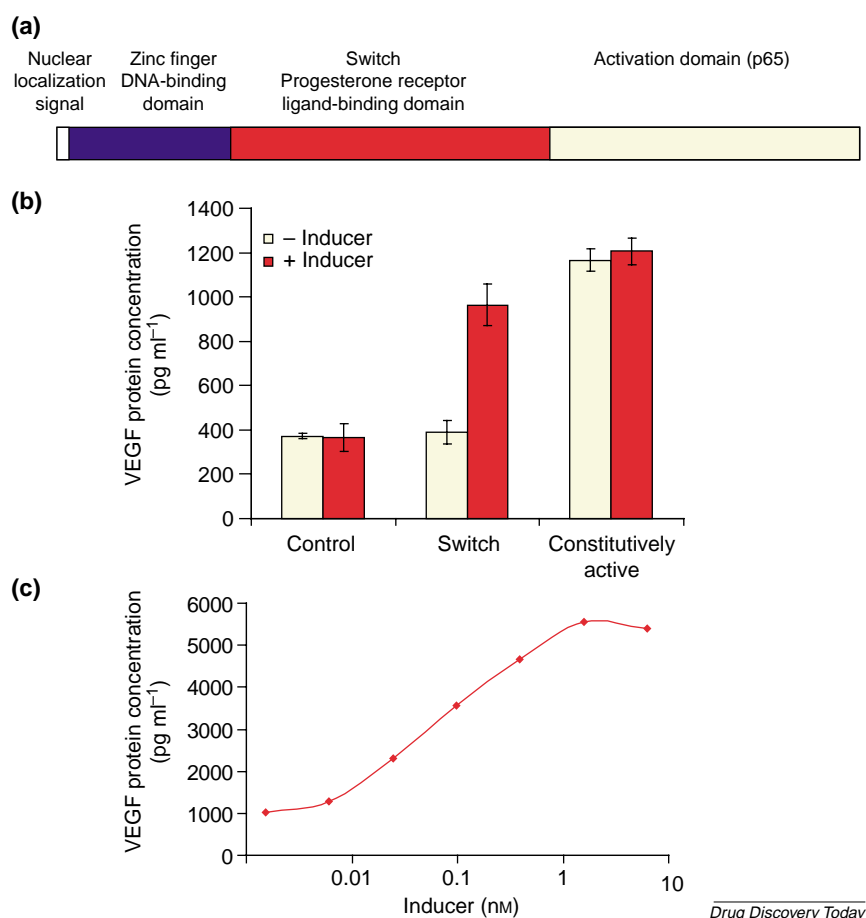 (a)
Nuclear localization signal
Zinc finger DNA-binding domain
Switch Progesterone receptor ligand-binding domain
Activation domain (p65)
(b)
VEGF protein concentration (pg ml⁻¹)
1400
1200
1000
800
600
400
200
0
– Inducer
+ Inducer
Control
Switch
Constitutively active
(c)
VEGF protein concentration (pg ml⁻¹)
6000
5000
4000
3000
2000
1000
0
0.01
0.1
1
10
Inducer (nM)
Drug Discovery Today